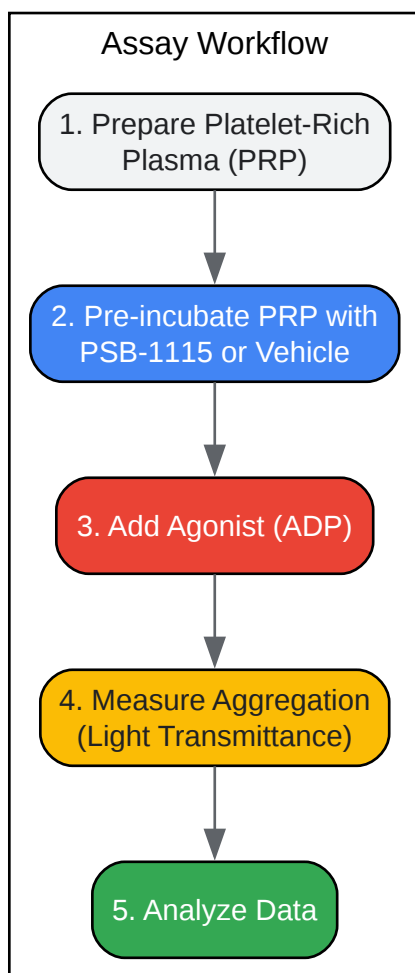 Assay Workflow
1. Prepare Platelet-Rich
Plasma (PRP)
2. Pre-incubate PRP with
PSB-1115 or Vehicle
3. Add Agonist (ADP)
4. Measure Aggregation
(Light Transmittance)
5. Analyze Data